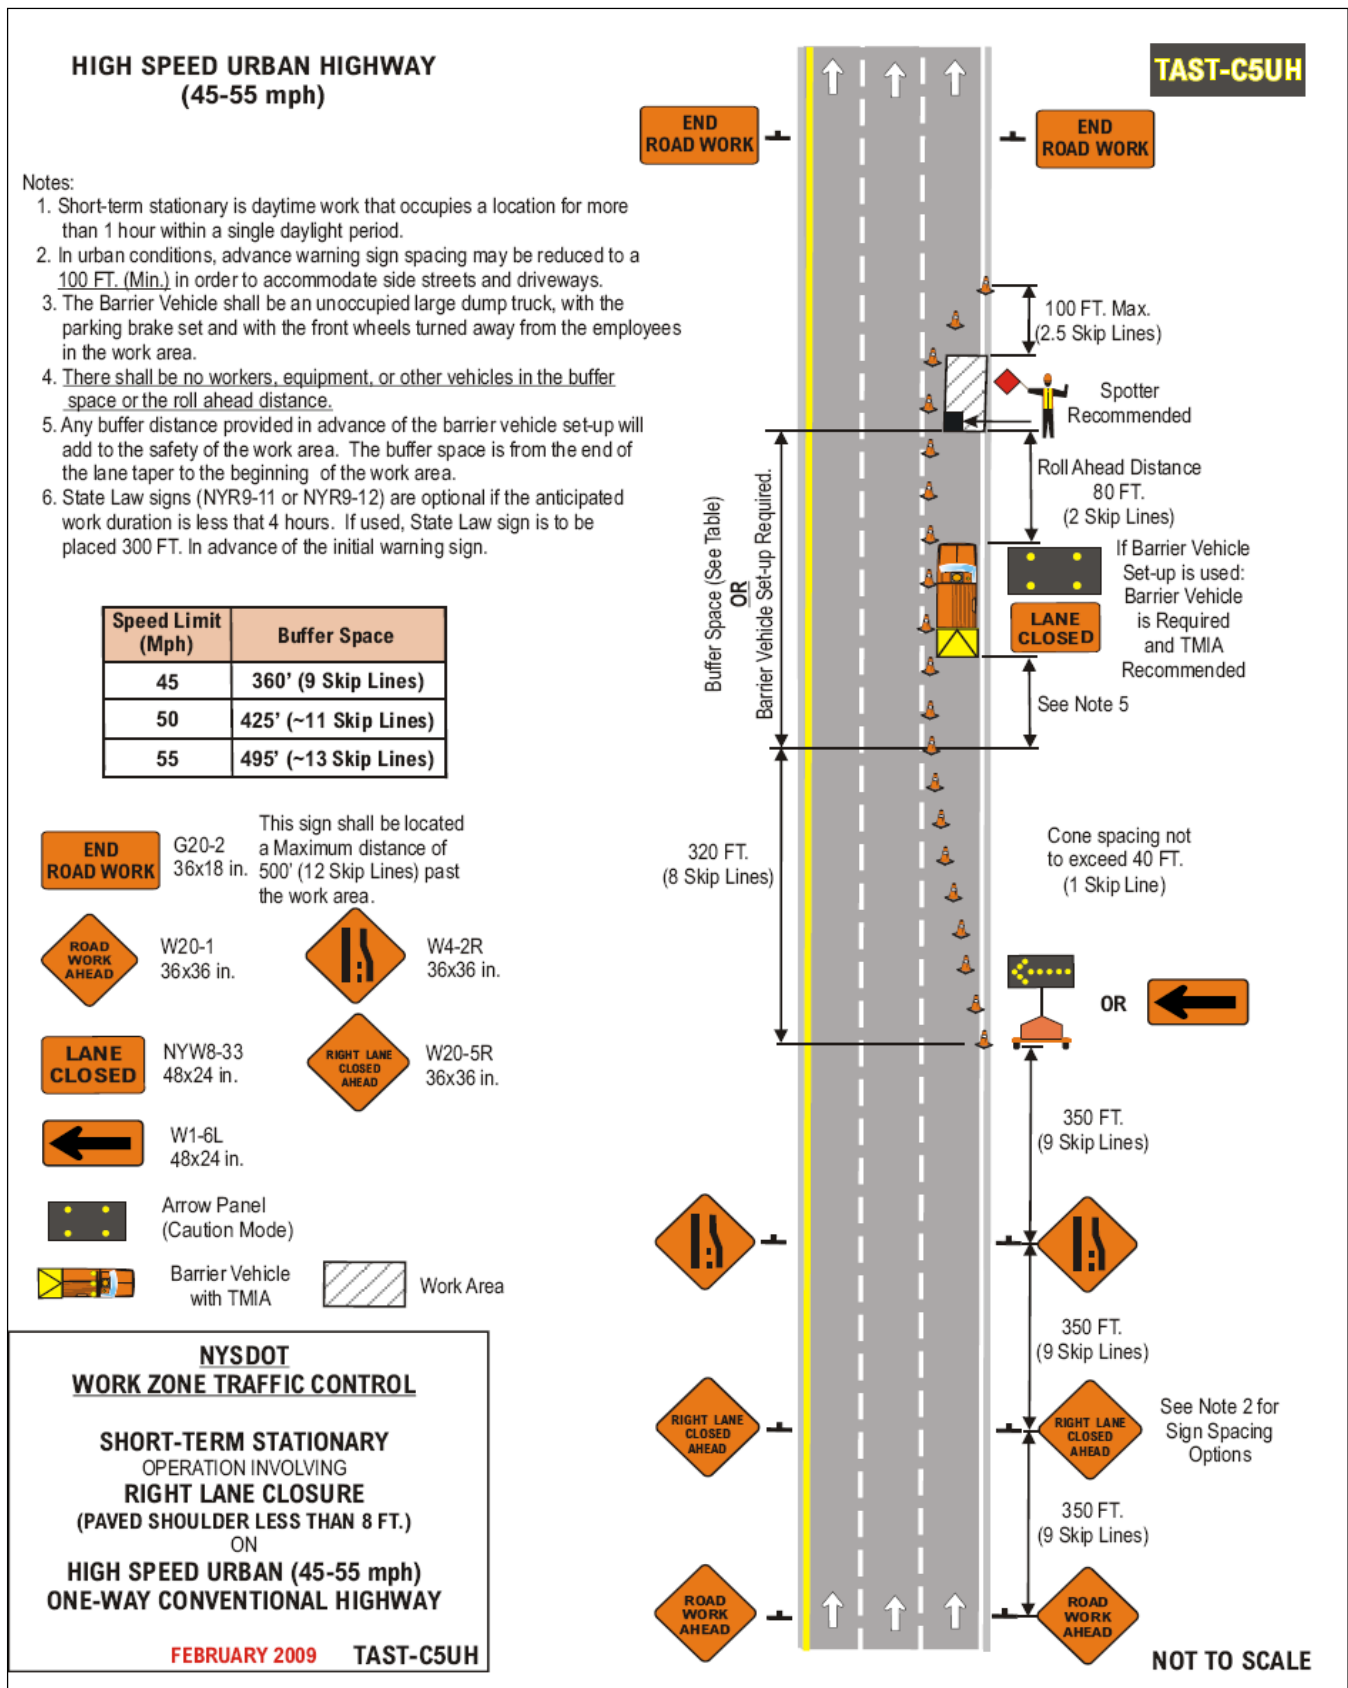 HIGH SPEED URBAN HIGHWAY
(45-55 mph)
TAST-C5UH
END
ROAD WORK
END
ROAD WORK
Notes:
1. Short-term stationary is daytime work that occupies a location for more
than 1 hour within a single daylight period.
2. In urban conditions, advance warning sign spacing may be reduced to a
100 FT. (Min.) in order to accommodate side streets and driveways.
3. The Barrier Vehicle shall be an unoccupied large dump truck, with the
parking brake set and with the front wheels turned away from the employees
in the work area.
4. There shall be no workers, equipment, or other vehicles in the buffer
space or the roll ahead distance.
5. Any buffer distance provided in advance of the barrier vehicle set-up will
add to the safety of the work area. The buffer space is from the end of
the lane taper to the beginning of the work area.
6. State Law signs (NYR9-11 or NYR9-12) are optional if the anticipated
work duration is less that 4 hours. If used, State Law sign is to be
placed 300 FT. In advance of the initial warning sign.
Speed Limit
(Mph)
Buffer Space
45
360' (9 Skip Lines)
50
425' (~11 Skip Lines)
55
495' (~13 Skip Lines)
END
ROAD WORK
G20-2
36x18 in.
This sign shall be located
a Maximum distance of
500' (12 Skip Lines) past
the work area.
ROAD
WORK
AHEAD
W20-1
36x36 in.
W4-2R
36x36 in.
LANE
CLOSED
NYW8-33
48x24 in.
RIGHT LANE
CLOSED
AHEAD
W20-5R
36x36 in.
W1-6L
48x24 in.
Arrow Panel
(Caution Mode)
Barrier Vehicle
with TMIA
Work Area
NYSDOT
WORK ZONE TRAFFIC CONTROL
SHORT-TERM STATIONARY
OPERATION INVOLVING
RIGHT LANE CLOSURE
(PAVED SHOULDER LESS THAN 8 FT.)
ON
HIGH SPEED URBAN (45-55 mph)
ONE-WAY CONVENTIONAL HIGHWAY
FEBRUARY 2009
TAST-C5UH
100 FT. Max.
(2.5 Skip Lines)
Spotter
Recommended
Roll Ahead Distance
80 FT.
(2 Skip Lines)
Buffer Space (See Table)
OR
Barrier Vehicle Set-up Required.
LANE
CLOSED
If Barrier Vehicle
Set-up is used:
Barrier Vehicle
is Required
and TMIA
Recommended
See Note 5
320 FT.
(8 Skip Lines)
Cone spacing not
to exceed 40 FT.
(1 Skip Line)
OR
350 FT.
(9 Skip Lines)
350 FT.
(9 Skip Lines)
RIGHT LANE
CLOSED
AHEAD
RIGHT LANE
CLOSED
AHEAD
See Note 2 for
Sign Spacing
Options
350 FT.
(9 Skip Lines)
ROAD
WORK
AHEAD
ROAD
WORK
AHEAD
NOT TO SCALE